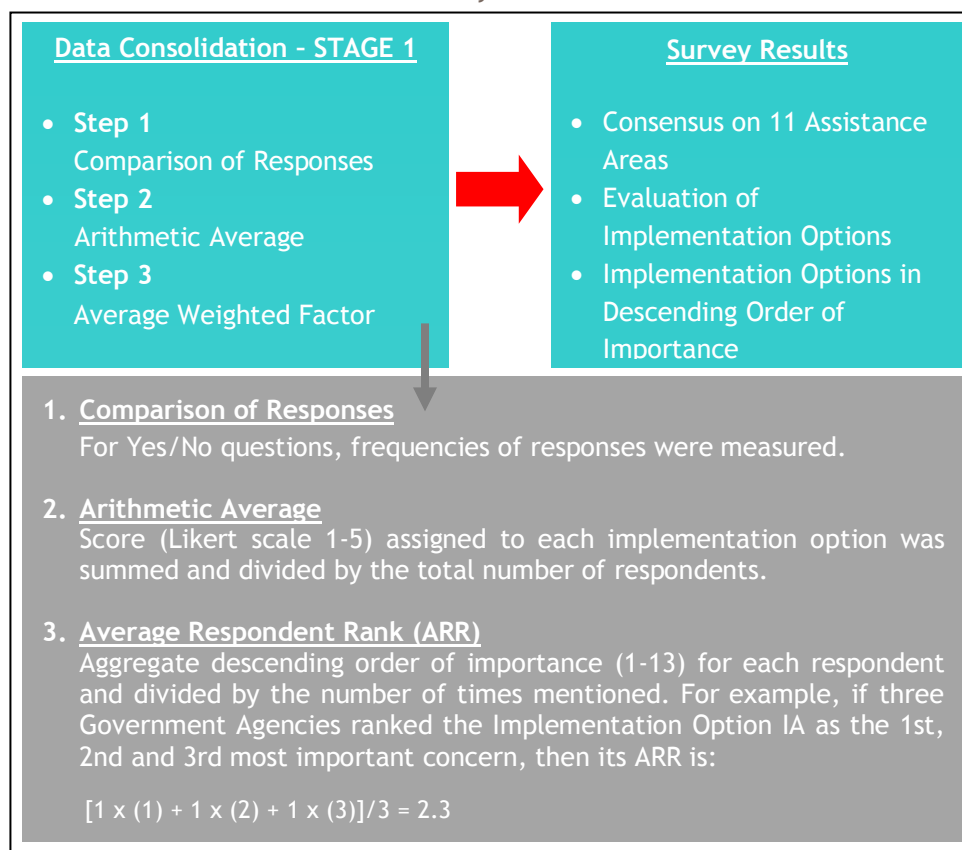 Data Consolidation – STAGE 1
• Step 1
Comparison of Responses
• Step 2
Arithmetic Average
• Step 3
Average Weighted Factor
Survey Results
• Consensus on 11 Assistance
Areas
• Evaluation of
Implementation Options
• Implementation Options in
Descending Order of
Importance
1. Comparison of Responses
For Yes/No questions, frequencies of responses were measured.
2. Arithmetic Average
Score (Likert scale 1-5) assigned to each implementation option was
summed and divided by the total number of respondents.
3. Average Respondent Rank (ARR)
Aggregate descending order of importance (1-13) for each respondent
and divided by the number of times mentioned. For example, if three
Government Agencies ranked the Implementation Option IA as the 1st,
2nd and 3rd most important concern, then its ARR is:
[1 x (1) + 1 x (2) + 1 x (3)]/3 = 2.3